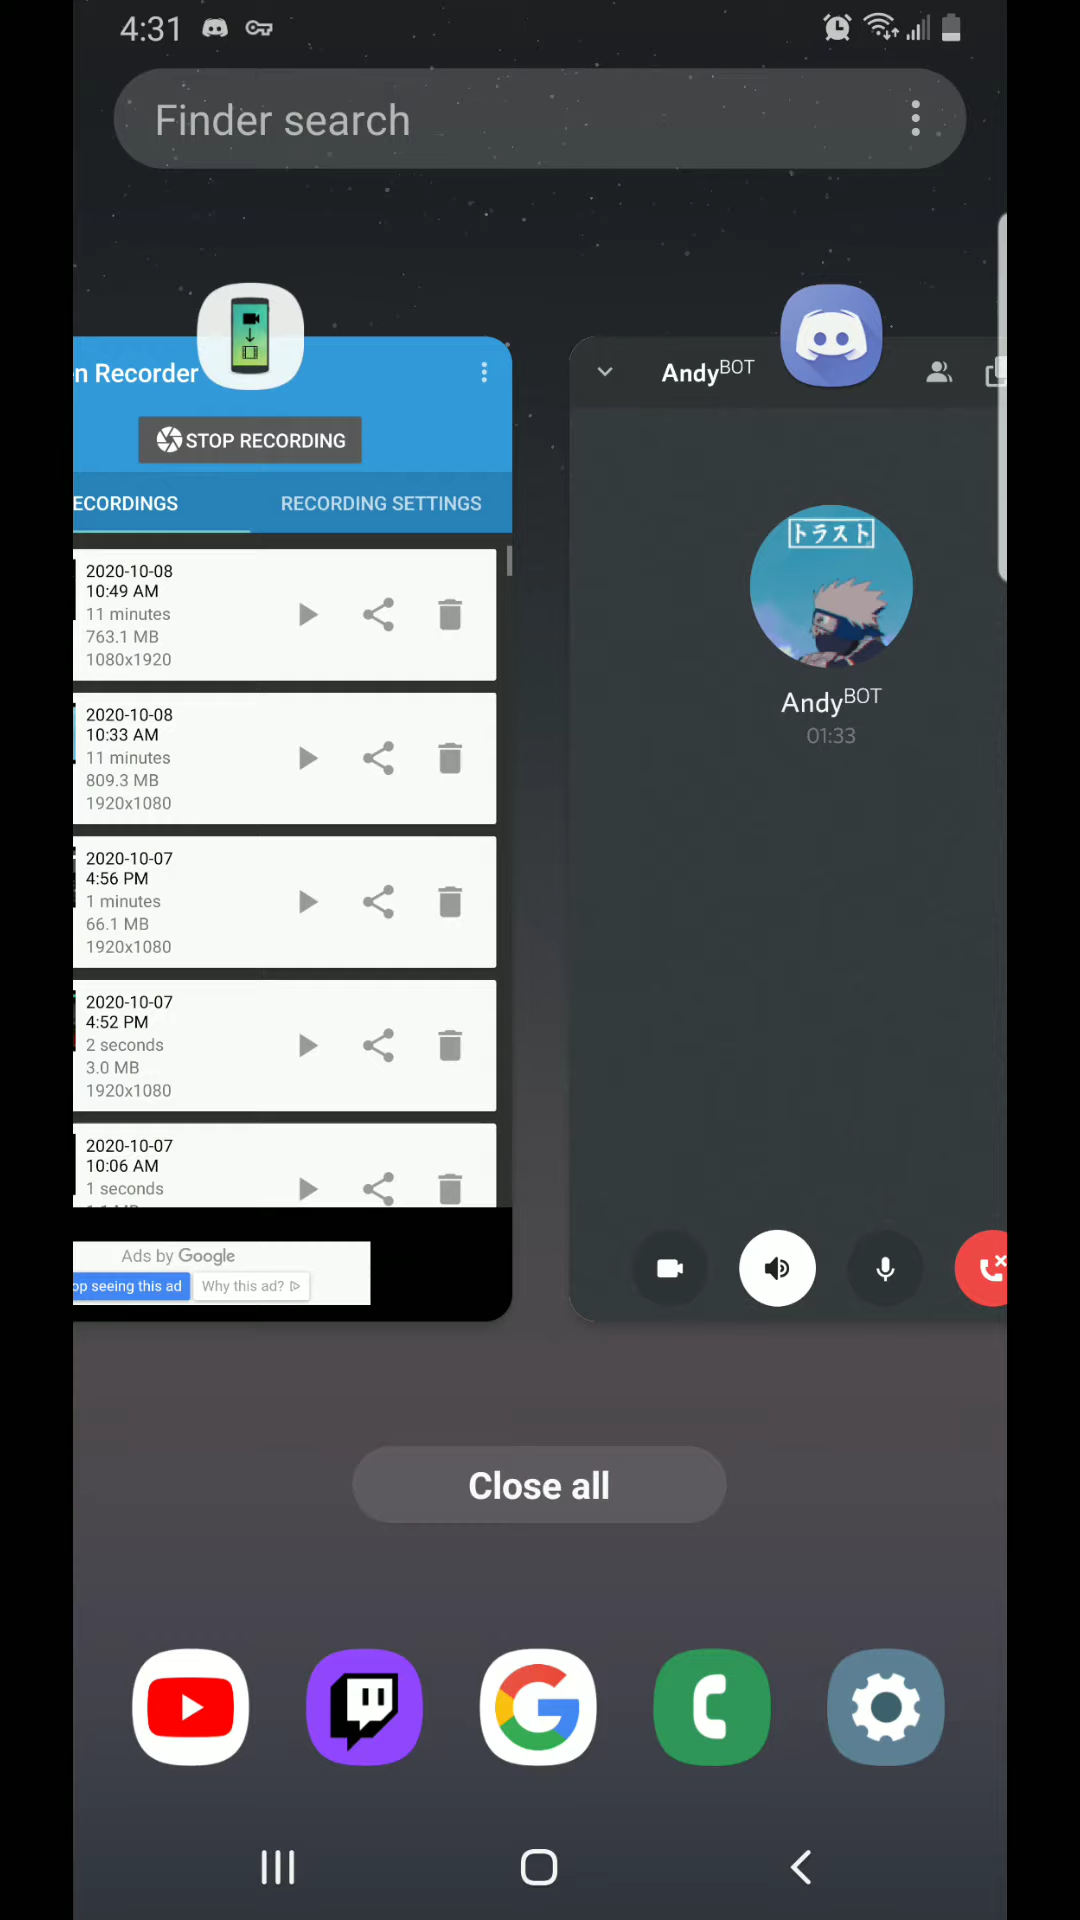 4:31
Finder search
n Recorder
STOP RECORDING
ECORDINGS
RECORDING SETTINGS
2020-10-08
10:49 AM
11 minutes
763.1 MB
1080x1920
2020-10-08
10:33 AM
11 minutes
809.3 MB
1920x1080
2020-10-07
4:56 PM
1 minutes
66.1 MB
1920x1080
2020-10-07
4:52 PM
2 seconds
3.0 MB
1920x1080
2020-10-07
10:06 AM
1 seconds
Ads by Google
op seeing this ad
Why this ad?
AndyBOT
トラスト
AndyBOT
01:33
Close all